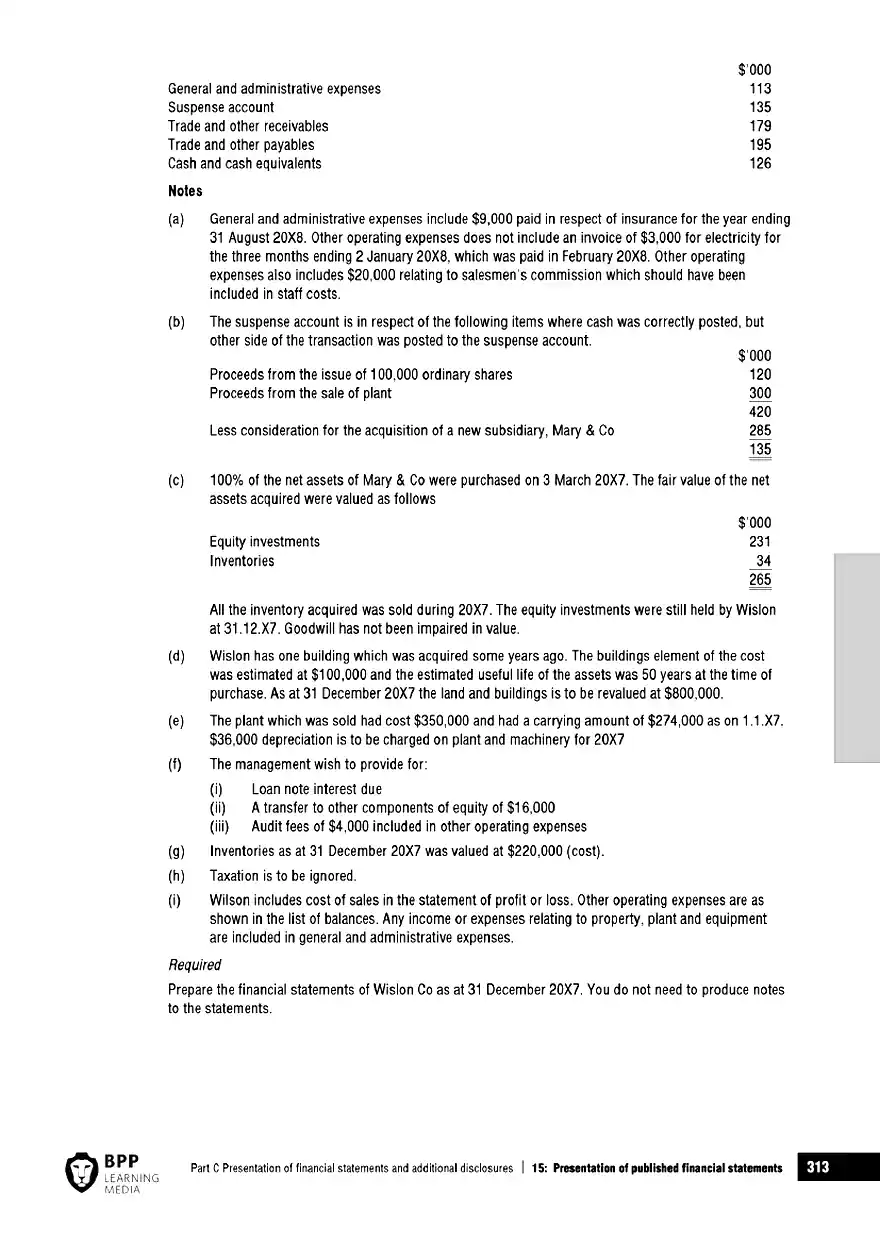 $'000
General and administrative expenses 113
Suspense account 135
Trade and other receivables 179
Trade and other payables 195
Cash and cash equivalents 126
Notes
(a) General and administrative expenses include $9,000 paid in respect of insurance for the year ending
31 August 20X8. Other operating expenses does not include an invoice of $3,000 for electricity for
the three months ending 2 January 20X8, which was paid in February 20X8. Other operating
expenses also includes $20,000 relating to salesmen's commission which should have been
included in staff costs.
(b) The suspense account is in respect of the following items where cash was correctly posted, but
other side of the transaction was posted to the suspense account.
$'000
Proceeds from the issue of 100,000 ordinary shares 120
Proceeds from the sale of plant 300
420
Less consideration for the acquisition of a new subsidiary, Mary & Co 285
135
(c) 100% of the net assets of Mary & Co were purchased on 3 March 20X7. The fair value of the net
assets acquired were valued as follows
$'000
Equity investments 231
Inventories 34
265
All the inventory acquired was sold during 20X7. The equity investments were still held by Wislon
at 31.12.X7. Goodwill has not been impaired in value.
(d) Wislon has one building which was acquired some years ago. The buildings element of the cost
was estimated at $100,000 and the estimated useful life of the assets was 50 years at the time of
purchase. As at 31 December 20X7 the land and buildings is to be revalued at $800,000.
(e) The plant which was sold had cost $350,000 and had a carrying amount of $274,000 as on 1.1.X7.
$36,000 depreciation is to be charged on plant and machinery for 20X7
(f) The management wish to provide for:
(i) Loan note interest due
(ii) A transfer to other components of equity of $16,000
(iii) Audit fees of $4,000 included in other operating expenses
(g) Inventories as at 31 December 20X7 was valued at $220,000 (cost).
(h) Taxation is to be ignored.
(i) Wilson includes cost of sales in the statement of profit or loss. Other operating expenses are as
shown in the list of balances. Any income or expenses relating to property, plant and equipment
are included in general and administrative expenses.
Required
Prepare the financial statements of Wislon Co as at 31 December 20X7. You do not need to produce notes
to the statements.
BPP
LEARNING
MEDIA
Part C Presentation of financial statements and additional disclosures | 15: Presentation of published financial statements 313